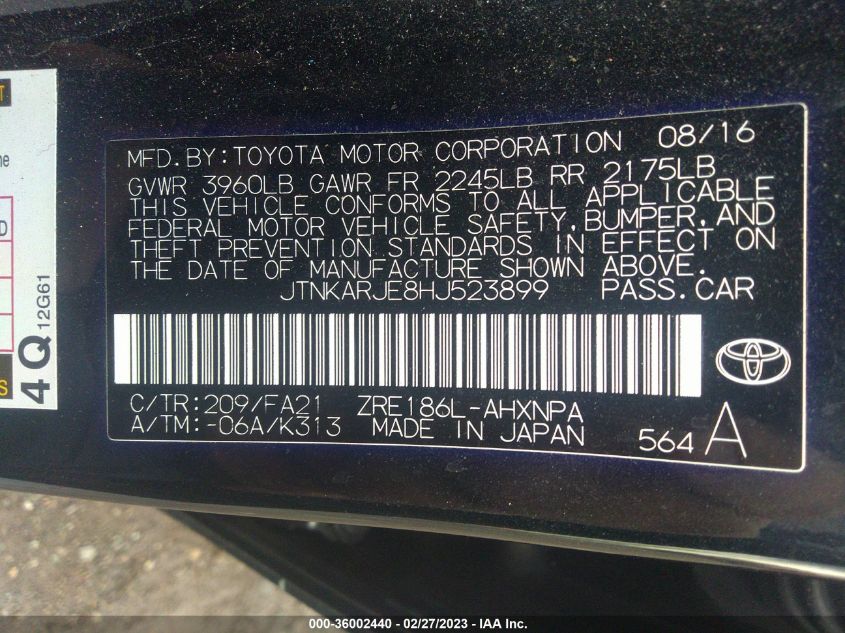 MFD.BY:TOYOTA MOTOR CORPORATION 08/16
GVWR 3960LB GAWR FR 2245LB RR 2175LB
THIS VEHICLE CONFORMS TO ALL APPLICABLE
FEDERAL MOTOR VEHICLE SAFETY,BUMPER,AND
THEFT PREVENTION STANDARDS IN EFFECT ON
THE DATE OF MANUFACTURE SHOWN ABOVE.
JTNKARJE8HJ523899 PASS.CAR
C/TR:209/FA21 ZRE186L-AHXNPA
A/TM:-06A/K313 MADE IN JAPAN 564 A
4Q 12G61
000-36002440 - 02/27/2023 - IAA Inc.